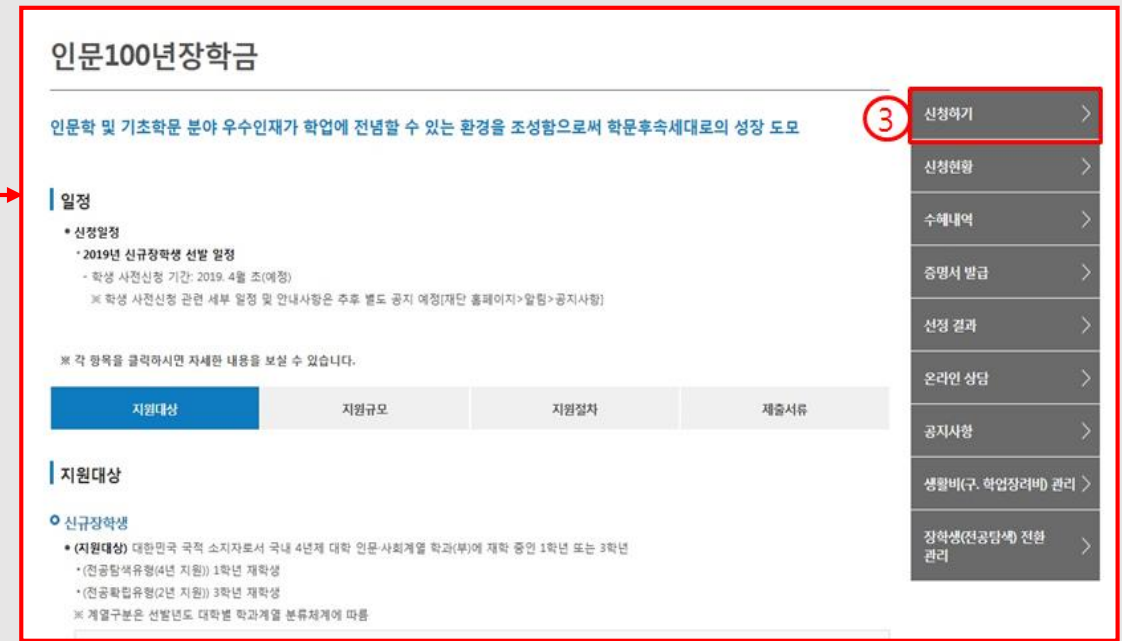 인문100년장학금
인문학 및 기초학문 분야 우수인재가 학업에 전념할 수 있는 환경을 조성함으로써 학문후속세대로의 성장 도모
일정
• 신청일정
• 2019년 신규장학생 선발 일정
- 학생 사전신청 기간: 2019. 4월 초(예정)
※ 학생 사전신청 관련 세부 일정 및 안내사항은 추후 별도 공지 예정[재단 홈페이지>알림>공지사항]
※ 각 항목을 클릭하시면 자세한 내용을 보실 수 있습니다.
지원대상 지원규모 지원절차 제출서류
지원대상
신규장학생
• (지원대상) 대한민국 국적 소지자로서 국내 4년제 대학 인문·사회계열 학과(부)에 재학 중인 1학년 또는 3학년
• (전공탐색유형(4년 지원)) 1학년 재학생
• (전공확립유형(2년 지원)) 3학년 재학생
※ 계열구분은 선발년도 대학별 학과계열 분류체계에 따름
③ 신청하기 >
신청현황 >
수혜내역 >
증명서 발급 >
선정 결과 >
온라인 상담 >
공지사항 >
생활비(구. 학업장려비) 관리 >
장학생(전공탐색) 전환
관리 >